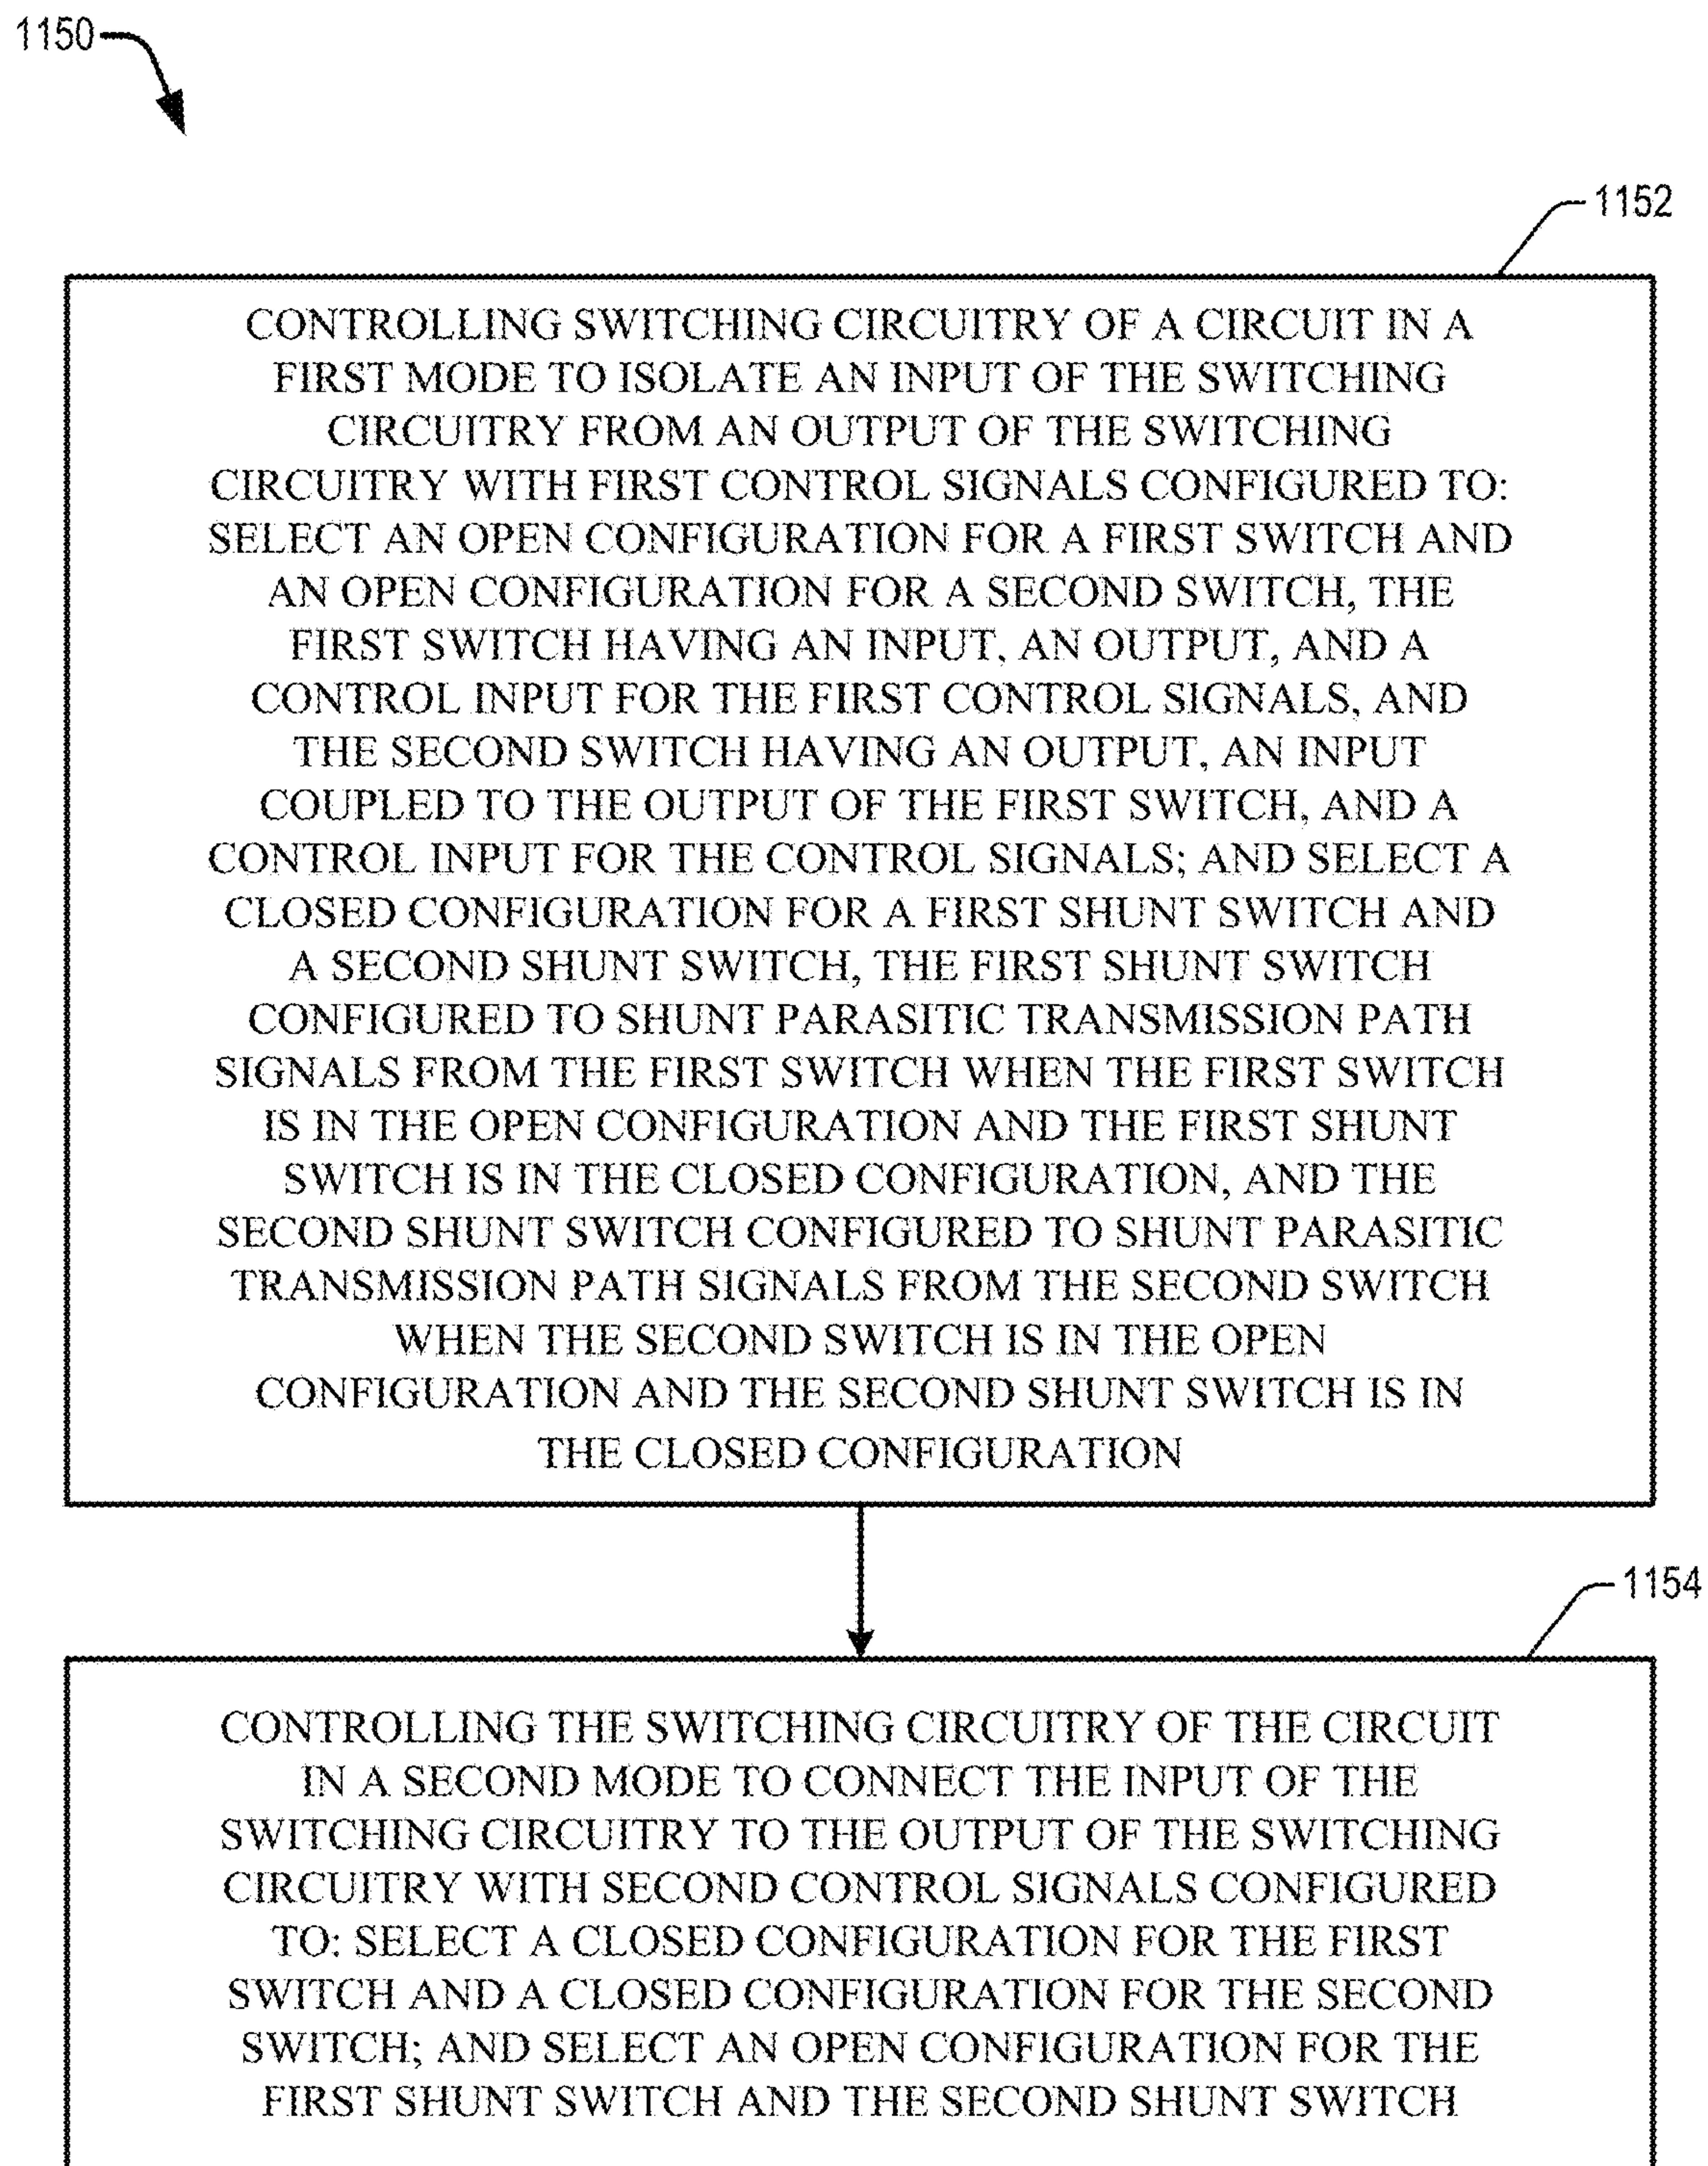 1150
1152
CONTROLLING SWITCHING CIRCUITRY OF A CIRCUIT IN A
FIRST MODE TO ISOLATE AN INPUT OF THE SWITCHING
CIRCUITRY FROM AN OUTPUT OF THE SWITCHING
CIRCUITRY WITH FIRST CONTROL SIGNALS CONFIGURED TO:
SELECT AN OPEN CONFIGURATION FOR A FIRST SWITCH AND
AN OPEN CONFIGURATION FOR A SECOND SWITCH, THE
FIRST SWITCH HAVING AN INPUT, AN OUTPUT, AND A
CONTROL INPUT FOR THE FIRST CONTROL SIGNALS, AND
THE SECOND SWITCH HAVING AN OUTPUT, AN INPUT
COUPLED TO THE OUTPUT OF THE FIRST SWITCH, AND A
CONTROL INPUT FOR THE CONTROL SIGNALS; AND SELECT A
CLOSED CONFIGURATION FOR A FIRST SHUNT SWITCH AND
A SECOND SHUNT SWITCH, THE FIRST SHUNT SWITCH
CONFIGURED TO SHUNT PARASITIC TRANSMISSION PATH
SIGNALS FROM THE FIRST SWITCH WHEN THE FIRST SWITCH
IS IN THE OPEN CONFIGURATION AND THE FIRST SHUNT
SWITCH IS IN THE CLOSED CONFIGURATION, AND THE
SECOND SHUNT SWITCH CONFIGURED TO SHUNT PARASITIC
TRANSMISSION PATH SIGNALS FROM THE SECOND SWITCH
WHEN THE SECOND SWITCH IS IN THE OPEN
CONFIGURATION AND THE SECOND SHUNT SWITCH IS IN
THE CLOSED CONFIGURATION
1154
CONTROLLING THE SWITCHING CIRCUITRY OF THE CIRCUIT
IN A SECOND MODE TO CONNECT THE INPUT OF THE
SWITCHING CIRCUITRY TO THE OUTPUT OF THE SWITCHING
CIRCUITRY WITH SECOND CONTROL SIGNALS CONFIGURED
TO: SELECT A CLOSED CONFIGURATION FOR THE FIRST
SWITCH AND A CLOSED CONFIGURATION FOR THE SECOND
SWITCH; AND SELECT AN OPEN CONFIGURATION FOR THE
FIRST SHUNT SWITCH AND THE SECOND SHUNT SWITCH